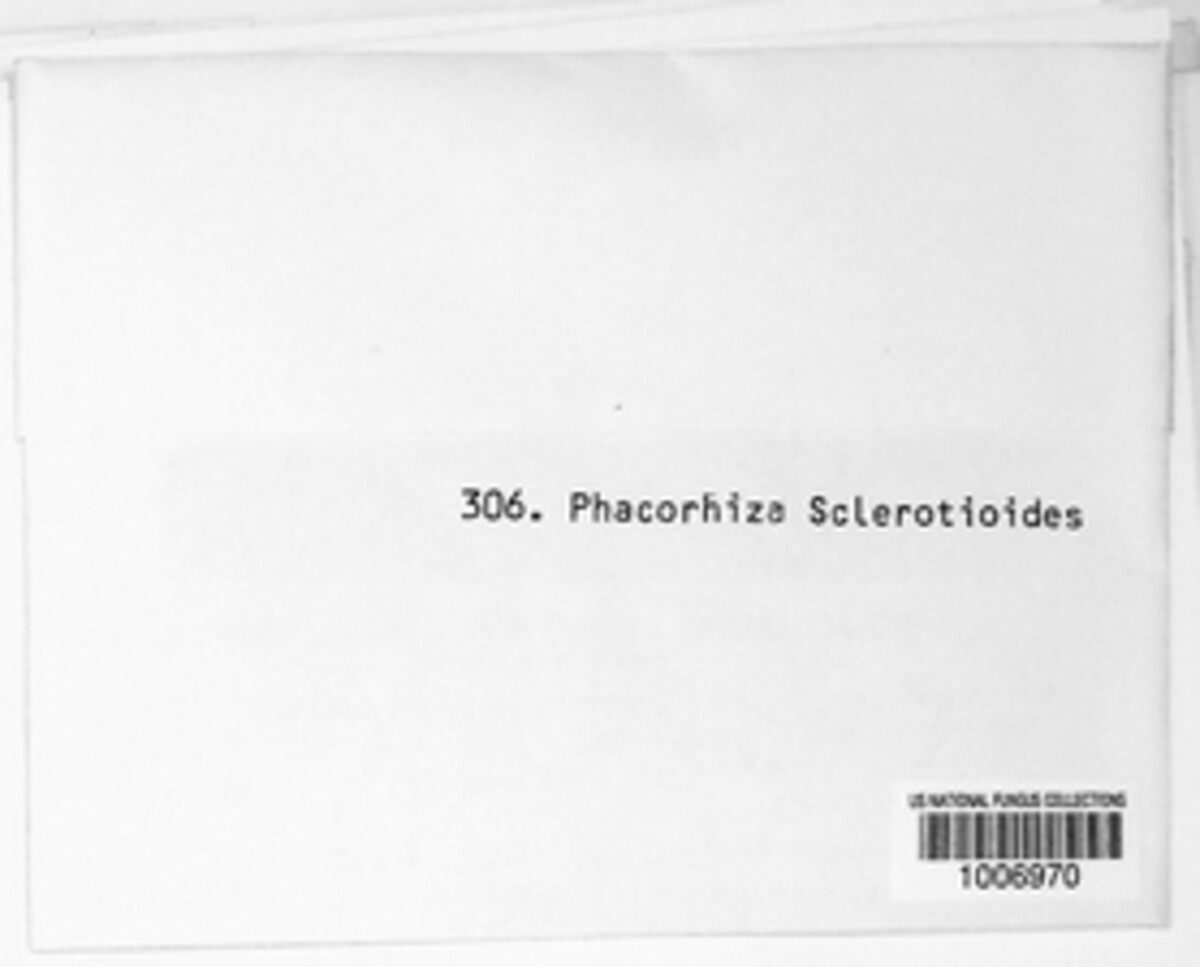 306. Phacorhiza Sclerotioides
US NATIONAL FUNGUS COLLECTIONS
1006970